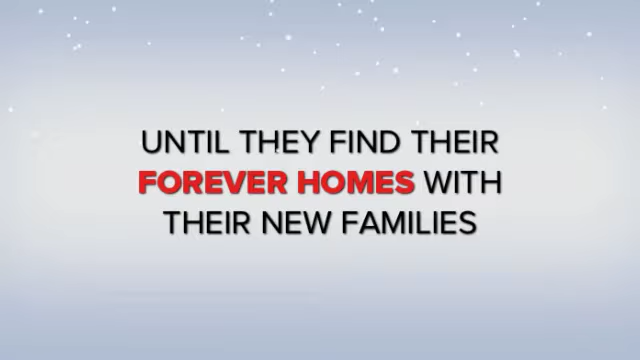 UNTIL THEY FIND THEIR
FOREVER HOMES WITH
THEIR NEW FAMILIES